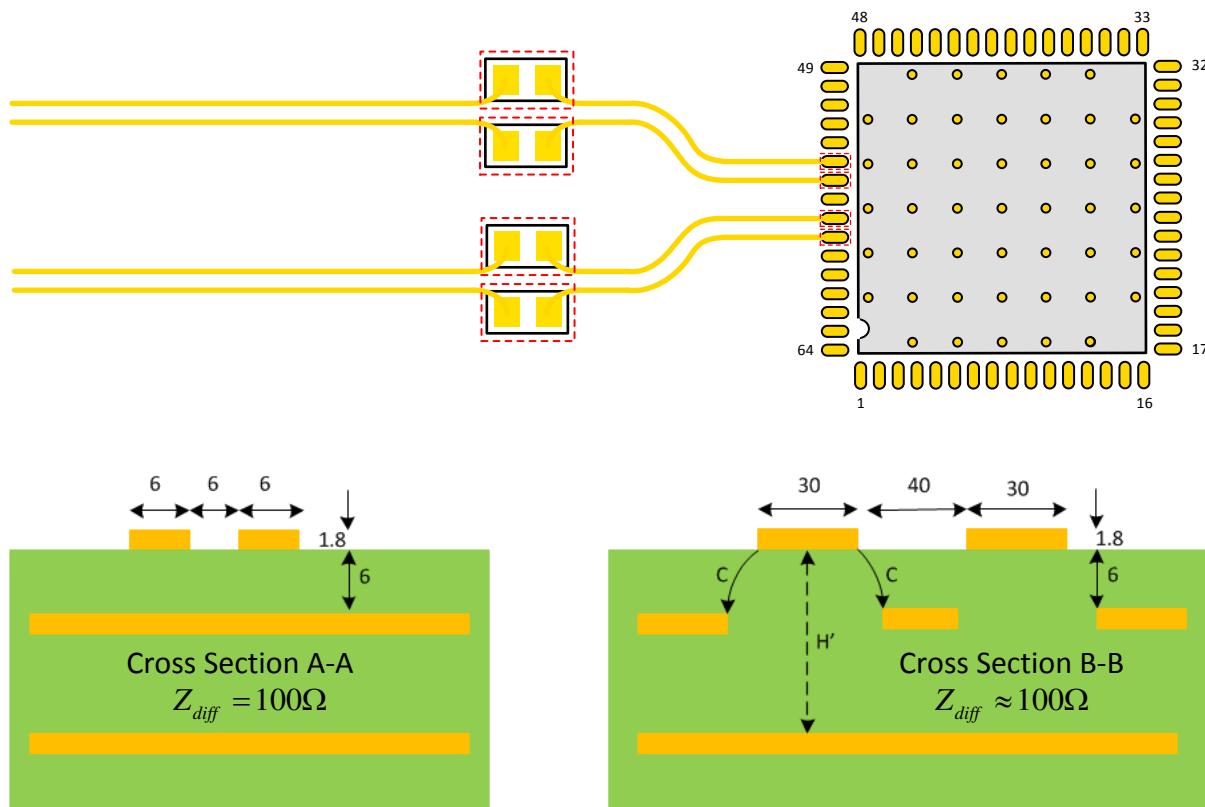 48
33
49
32
64
17
1
16
6
6
6
1.8
6
Cross Section A-A
Z_diff = 100Ω
30
40
30
1.8
C
C
6
H'
Cross Section B-B
Z_diff ≈ 100Ω